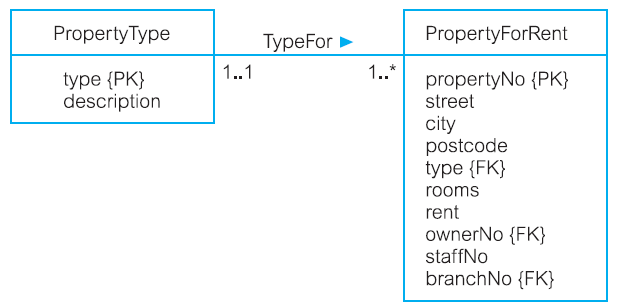 PropertyType
TypeFor ►
PropertyForRent
1..1
1..*
type {PK}
description
propertyNo {PK}
street
city
postcode
type {FK}
rooms
rent
ownerNo {FK}
staffNo
branchNo {FK}